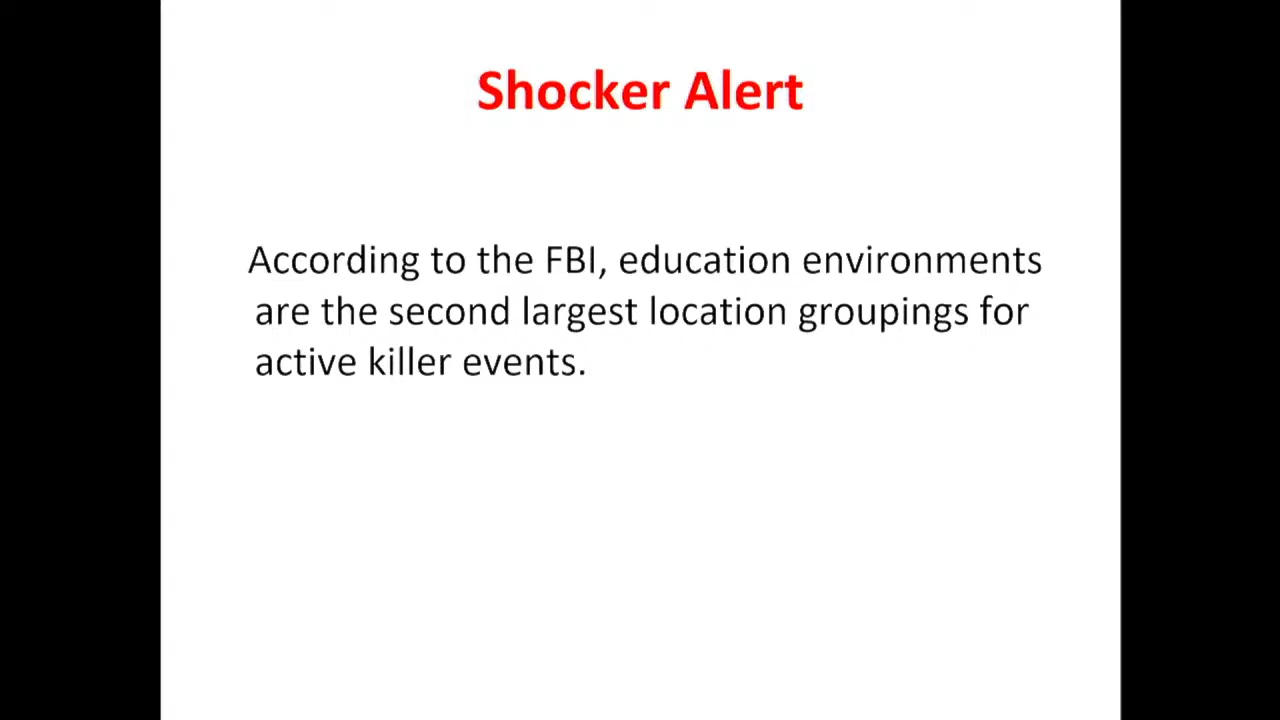 Shocker Alert
According to the FBI, education environments
are the second largest location groupings for
active killer events.